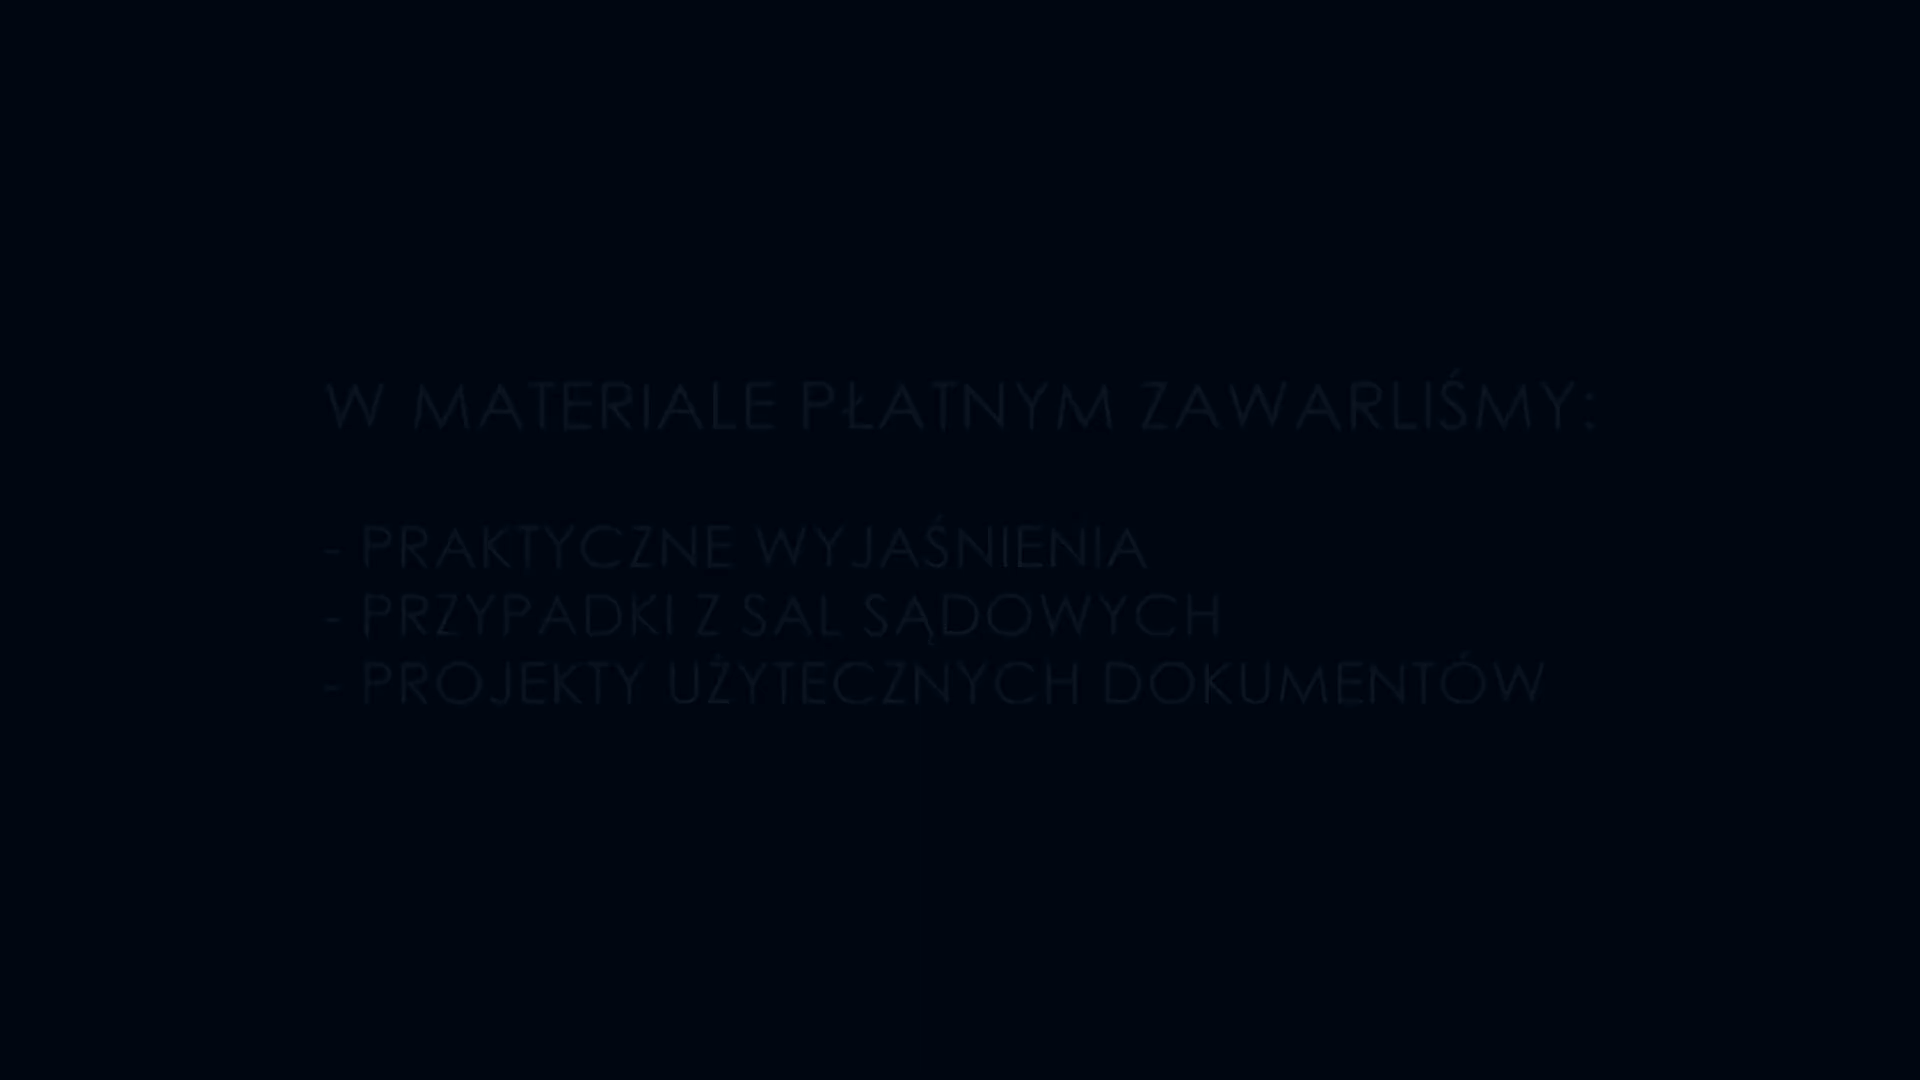 W MATERIALE PŁATNYM ZAWARLIŚMY:
- PRAKTYCZNE WYJAŚNIENIA
- PRZYPADKI Z SAL SĄDOWYCH
- PROJEKTY UŻYTECZNYCH DOKUMENTÓW